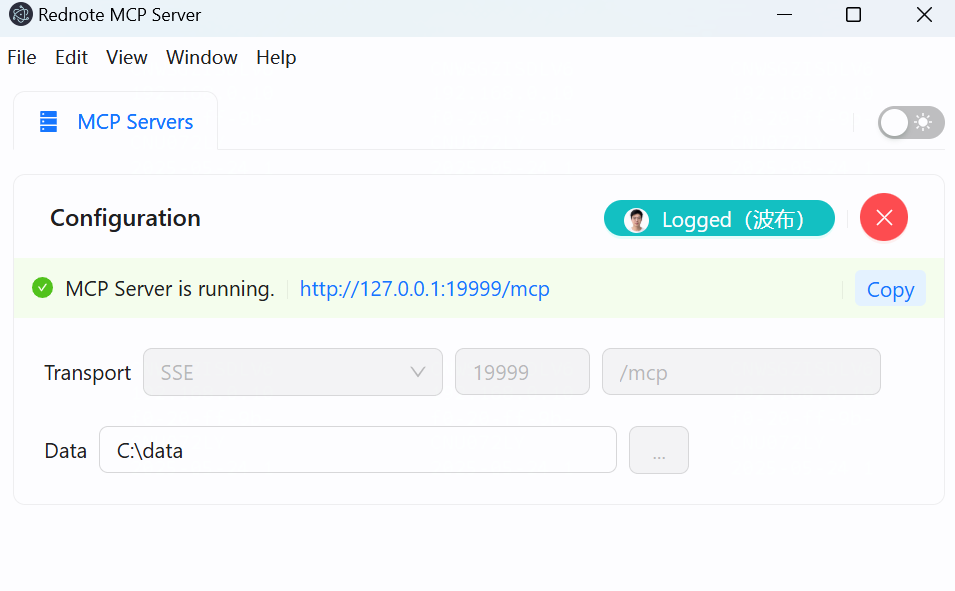 Rednote MCP Server
File Edit View Window Help
MCP Servers
Configuration
Logged（波布）
MCP Server is running. http://127.0.0.1:19999/mcp Copy
Transport SSE 19999 /mcp
Data C:\data ...